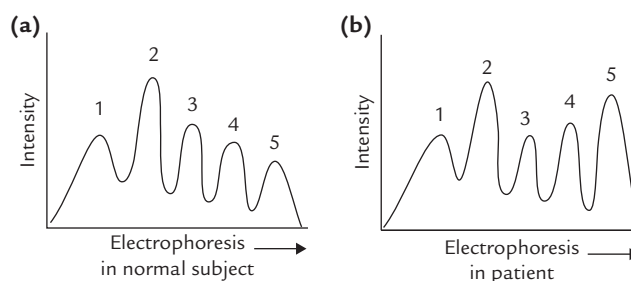 (a)
1
2
3
4
5
Intensity
Electrophoresis
in normal subject
(b)
1
2
3
4
5
Intensity
Electrophoresis
in patient